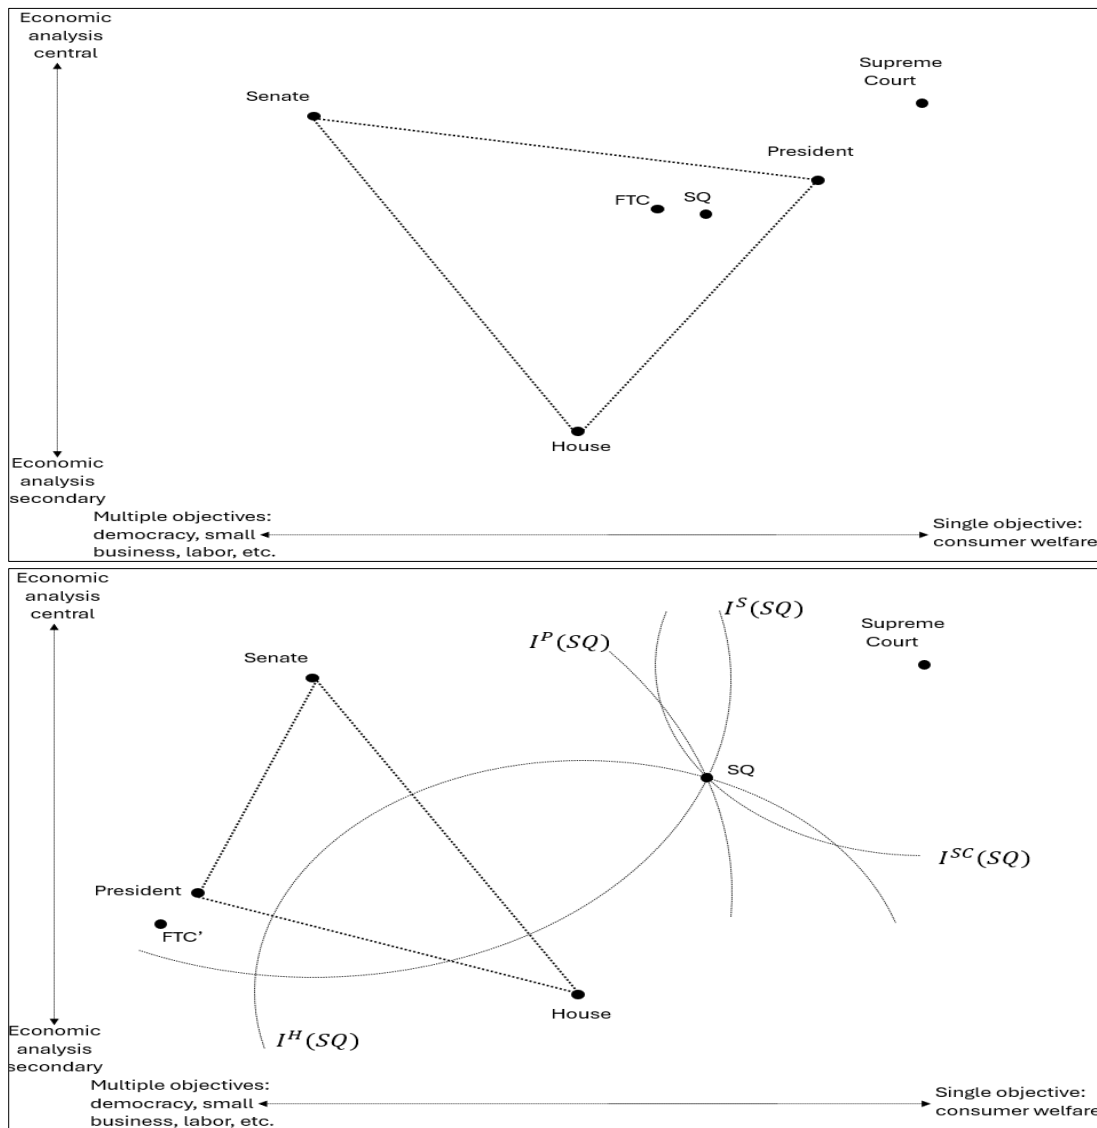 Economic
analysis
central
Supreme
Court
Senate
President
FTC
SQ
House
Economic
analysis
secondary
Multiple objectives:
democracy, small
business, labor, etc.
Single objective:
consumer welfare
Economic
analysis
central
I^S(SQ)
I^P(SQ)
Supreme
Court
Senate
SQ
I^{SC}(SQ)
President
FTC’
House
I^H(SQ)
Economic
analysis
secondary
Multiple objectives:
democracy, small
business, labor, etc.
Single objective:
consumer welfare